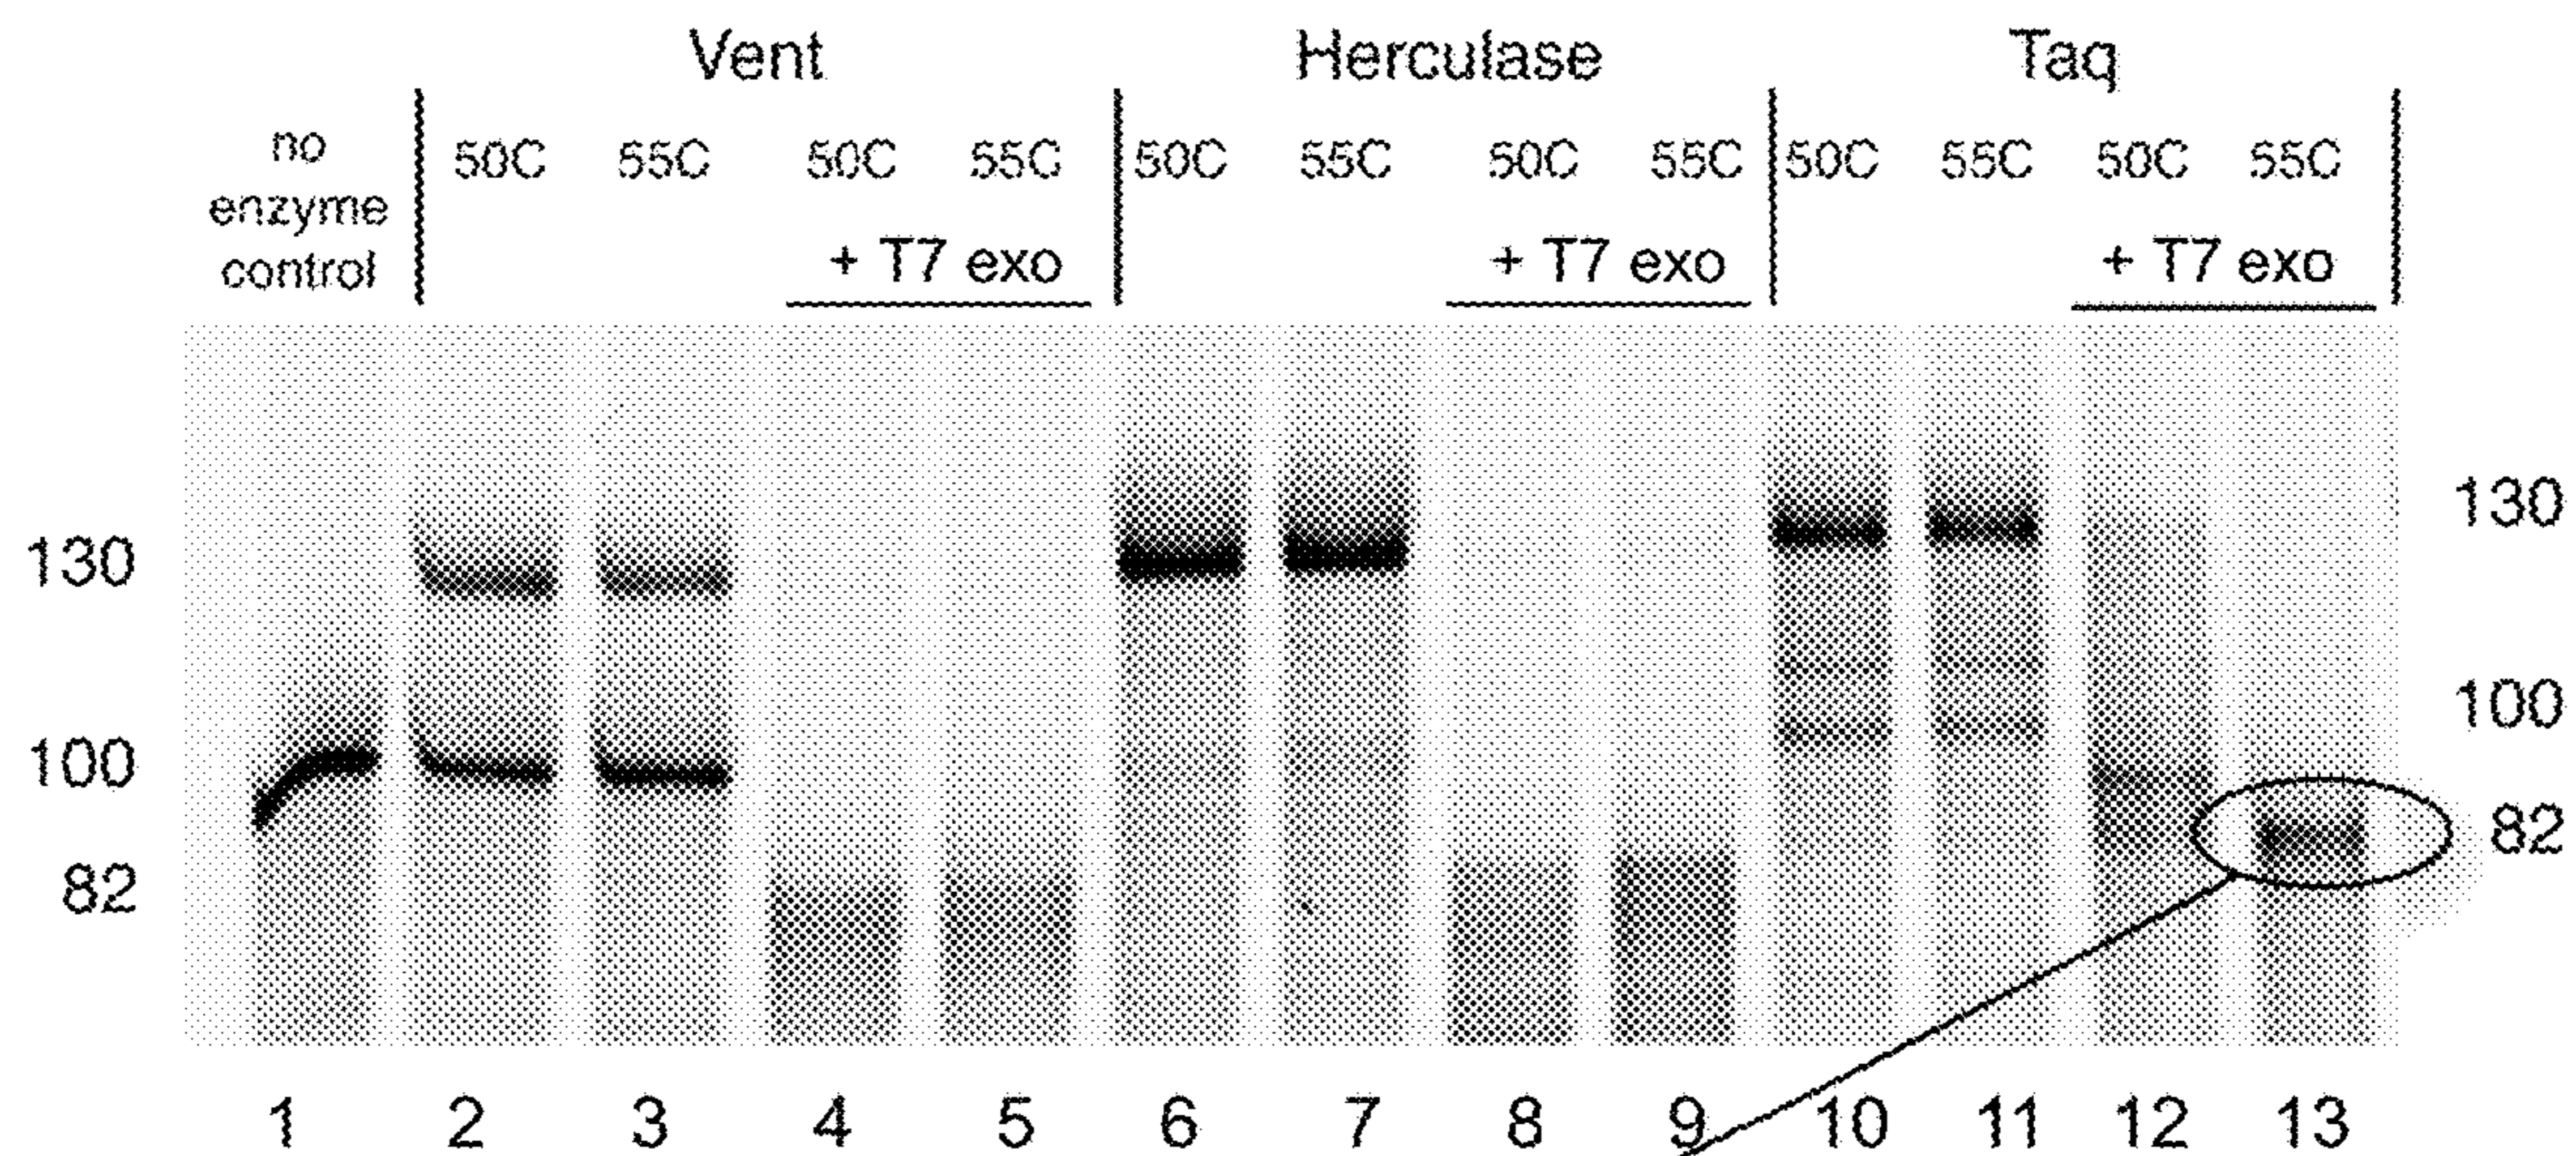 Vent Herculase Taq
no enzyme control
50C 55C 50C 55C 50C 55C 50C 55C 50C 55C 50C 55C
+ T7 exo + T7 exo + T7 exo
130 130
100 100
82 82
1 2 3 4 5 6 7 8 9 10 11 12 13